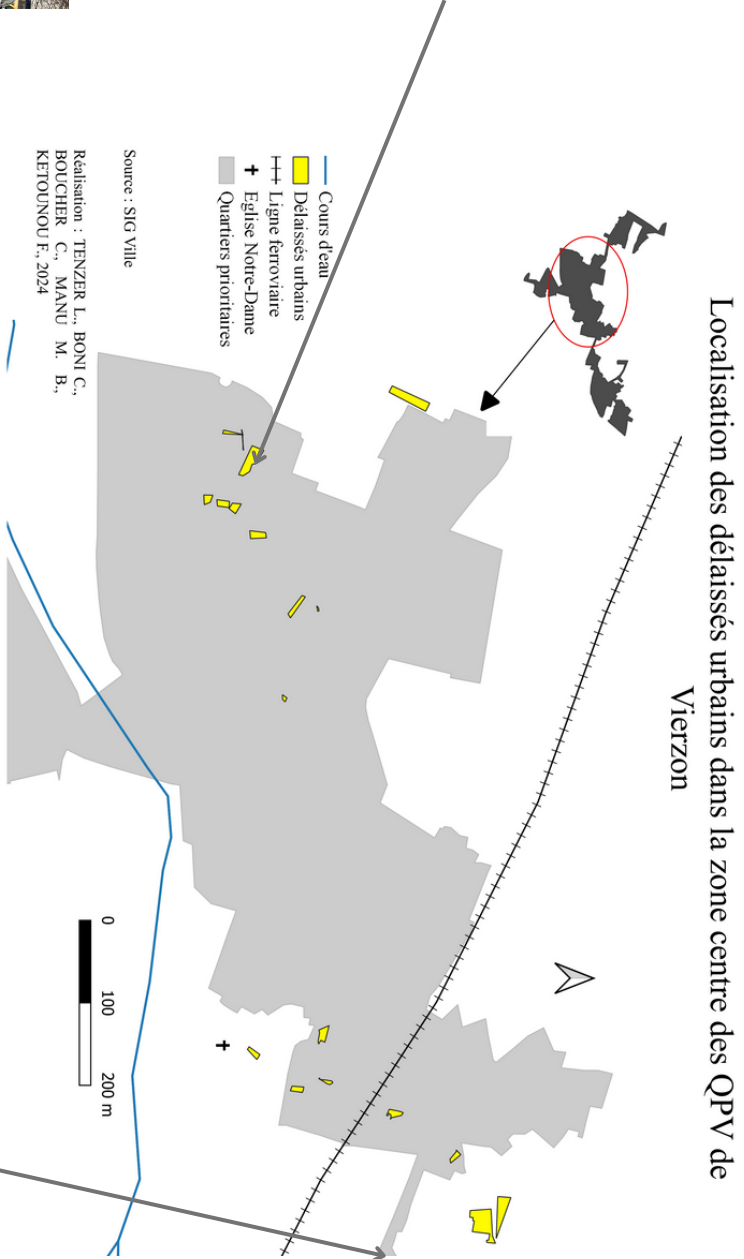 Localisation des délaissés urbains dans la zone centre des QPV de
Vierzon
Cours d'eau
Délaissés urbains
Ligne ferroviaire
Eglise Notre-Dame
Quartiers prioritaires
Source : SIG Ville
Réalisation : TENZER L., BONI C.,
BOUCHER C., MANU M. B.,
KETOUNOU F., 2024
0 100 200 m